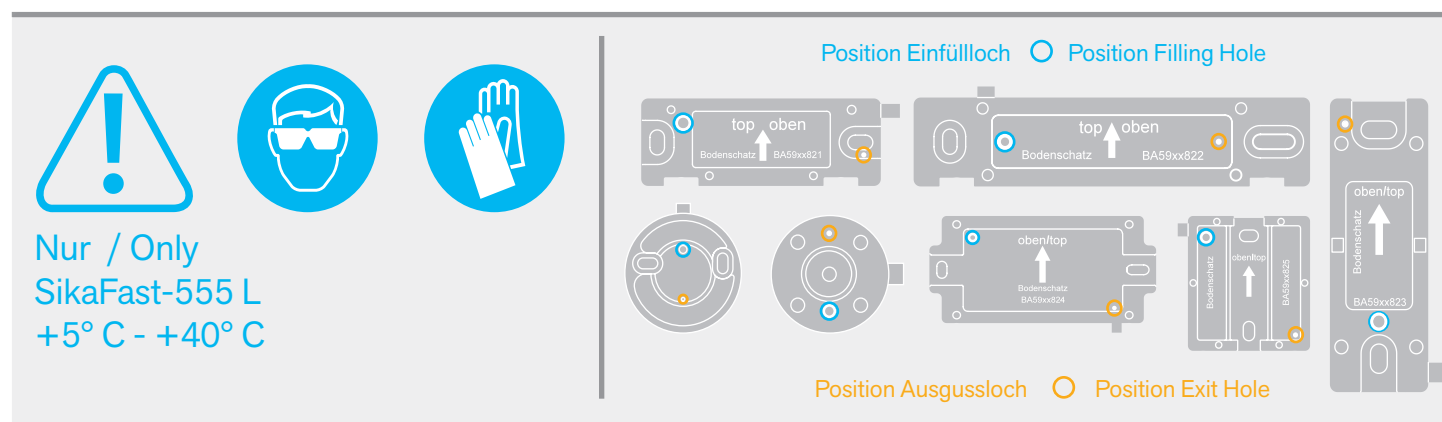 Nur / Only
SikaFast-555 L
+5° C - +40° C
Position Einfüllloch Position Filling Hole
top oben
Bodenschatz BA59xx821
top oben
Bodenschatz BA59xx822
oben/top
Bodenschatz
BA59xx823
oben/top
Bodenschatz
BA59xx824
Bodenschatz
oben/top
BA59xx825
Position Ausgussloch Position Exit Hole